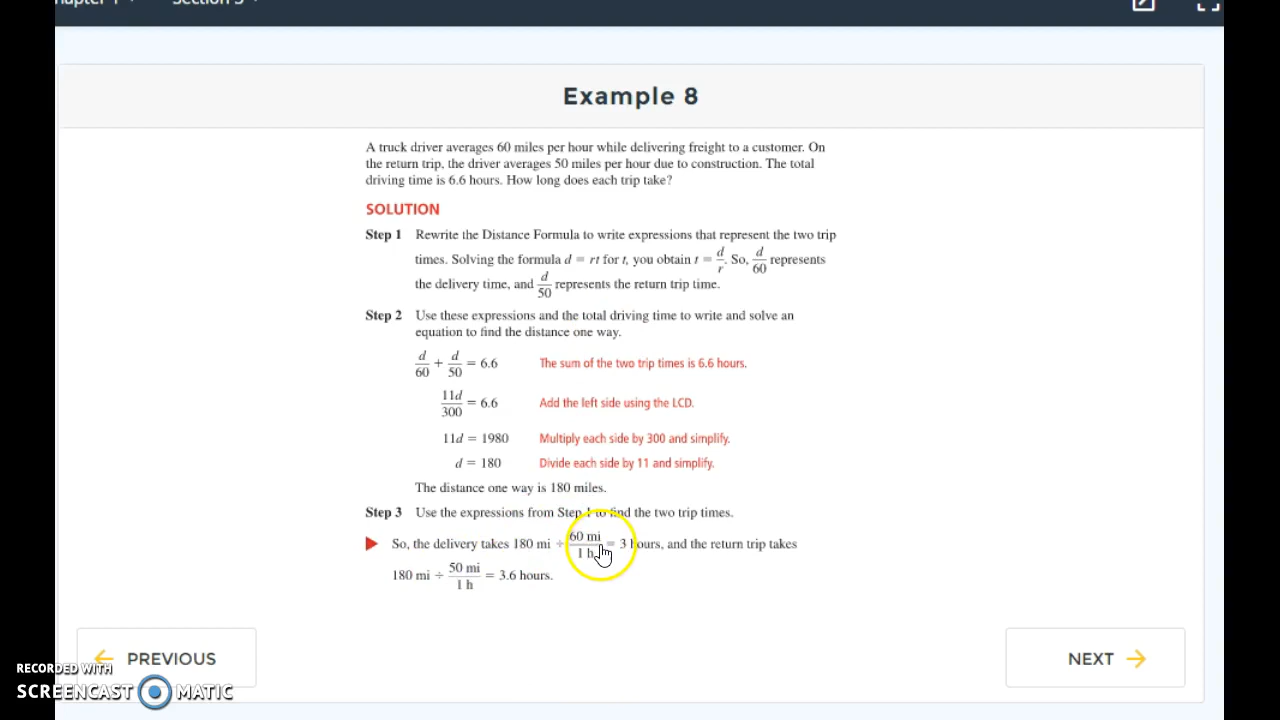 Section 3
Example 8
A truck driver averages 60 miles per hour while delivering freight to a customer. On
the return trip, the driver averages 50 miles per hour due to construction. The total
driving time is 6.6 hours. How long does each trip take?
SOLUTION
Step 1 Rewrite the Distance Formula to write expressions that represent the two trip
times. Solving the formula d = rt for t, you obtain t = d/r. So, d/60 represents
the delivery time, and d/50 represents the return trip time.
Step 2 Use these expressions and the total driving time to write and solve an
equation to find the distance one way.
d/60 + d/50 = 6.6 The sum of the two trip times is 6.6 hours.
11d/300 = 6.6 Add the left side using the LCD.
11d = 1980 Multiply each side by 300 and simplify.
d = 180 Divide each side by 11 and simplify.
The distance one way is 180 miles.
Step 3 Use the expressions from Step 1 to find the two trip times.
So, the delivery takes 180 mi ÷ 60 mi/1 h = 3 hours, and the return trip takes
180 mi ÷ 50 mi/1 h = 3.6 hours.
PREVIOUS
NEXT
RECORDED WITH
SCREENCAST MATIC